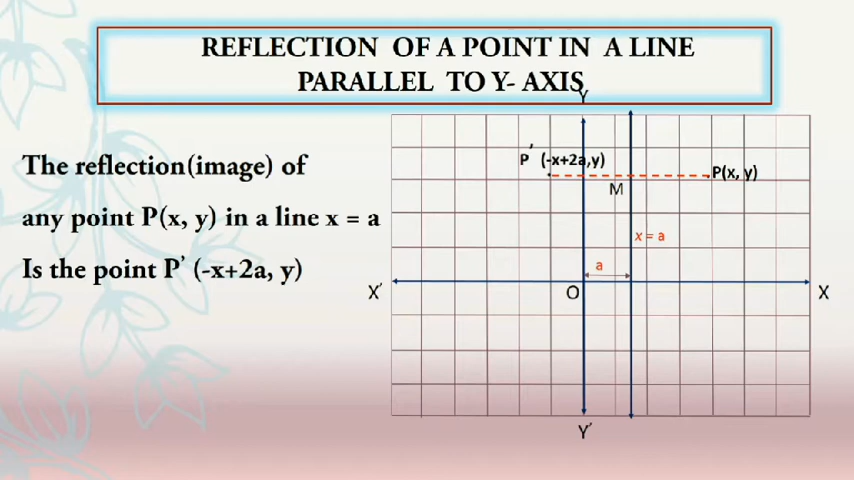 REFLECTION OF A POINT IN A LINE
PARALLEL TO Y- AXIS
The reflection(image) of
any point P(x, y) in a line x = a
Is the point P’ (-x+2a, y)
Y
P’ (-x+2a,y)
P(x, y)
M
x = a
a
X’
O
X
Y’